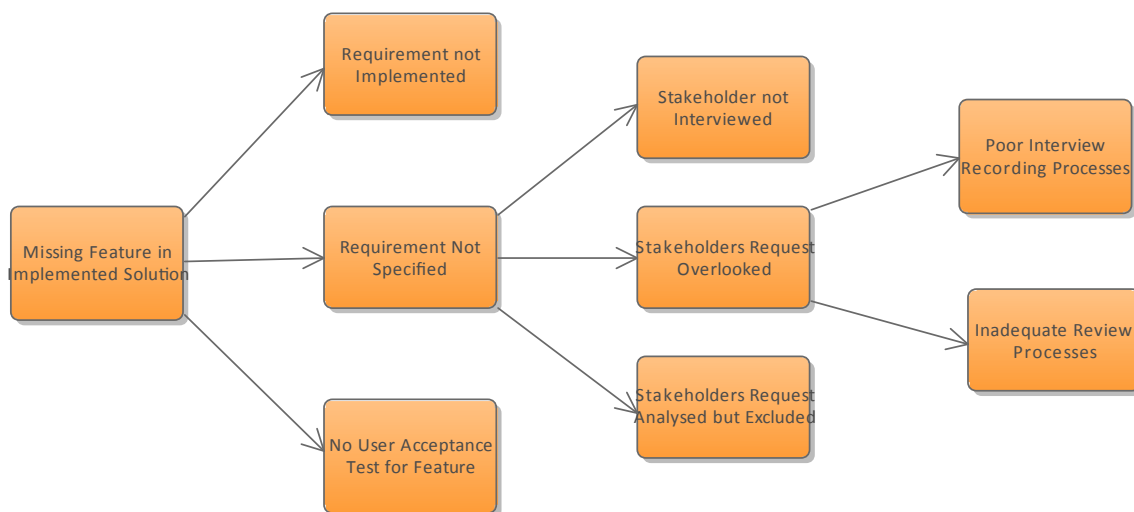 Requirement not
Implemented
Stakeholder not
Interviewed
Poor Interview
Recording Processes
Missing Feature in
Implemented Solution
Requirement Not
Specified
Stakeholders Request
Overlooked
Inadequate Review
Processes
Stakeholders Request
Analysed but Excluded
No User Acceptance
Test for Feature